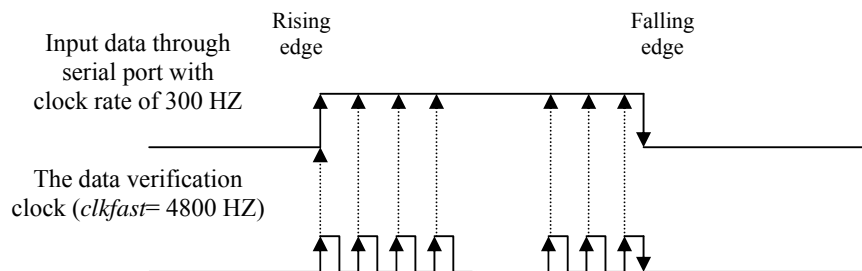 Rising
edge
Falling
edge
Input data through
serial port with
clock rate of 300 HZ
The data verification
clock (clkfast= 4800 HZ)